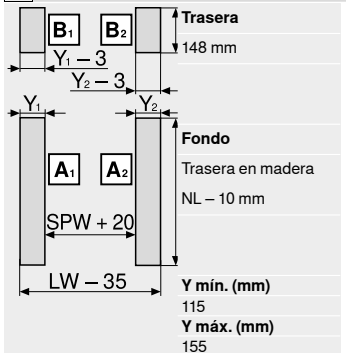 B₁ B₂ Trasera
148 mm
Y₁ – 3
Y₂ – 3
Y₁ Y₂
Fondo
A₁ A₂ Trasera en madera
NL – 10 mm
SPW + 20
LW – 35
Y mín. (mm)
115
Y máx. (mm)
155